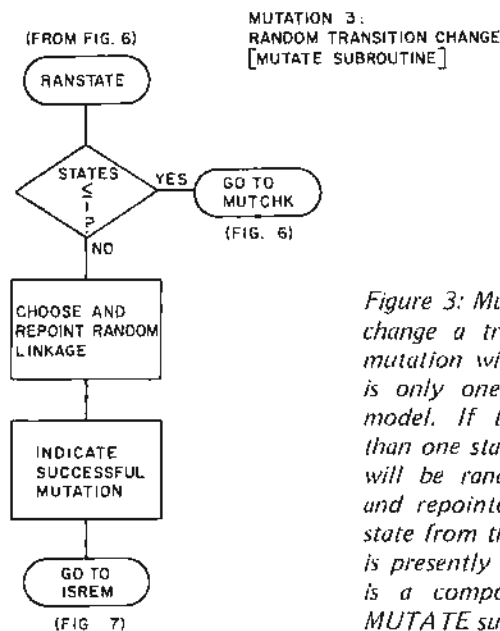 MUTATION 3:
RANDOM TRANSITION CHANGE
[MUTATE SUBROUTINE]
(FROM FIG. 6)
RANSTATE
STATES
≤
1
?
YES
GO TO
MUTCHK
(FIG. 6)
NO
CHOOSE AND
REPOINT RANDOM
LINKAGE
INDICATE
SUCCESSFUL
MUTATION
GO TO
ISREM
(FIG 7)
Figure 3: Mu
change a tr
mutation wi
is only one
model. If t
than one sta
will be rand
and repointe
state from th
is presently
is a compo
MUTATE su